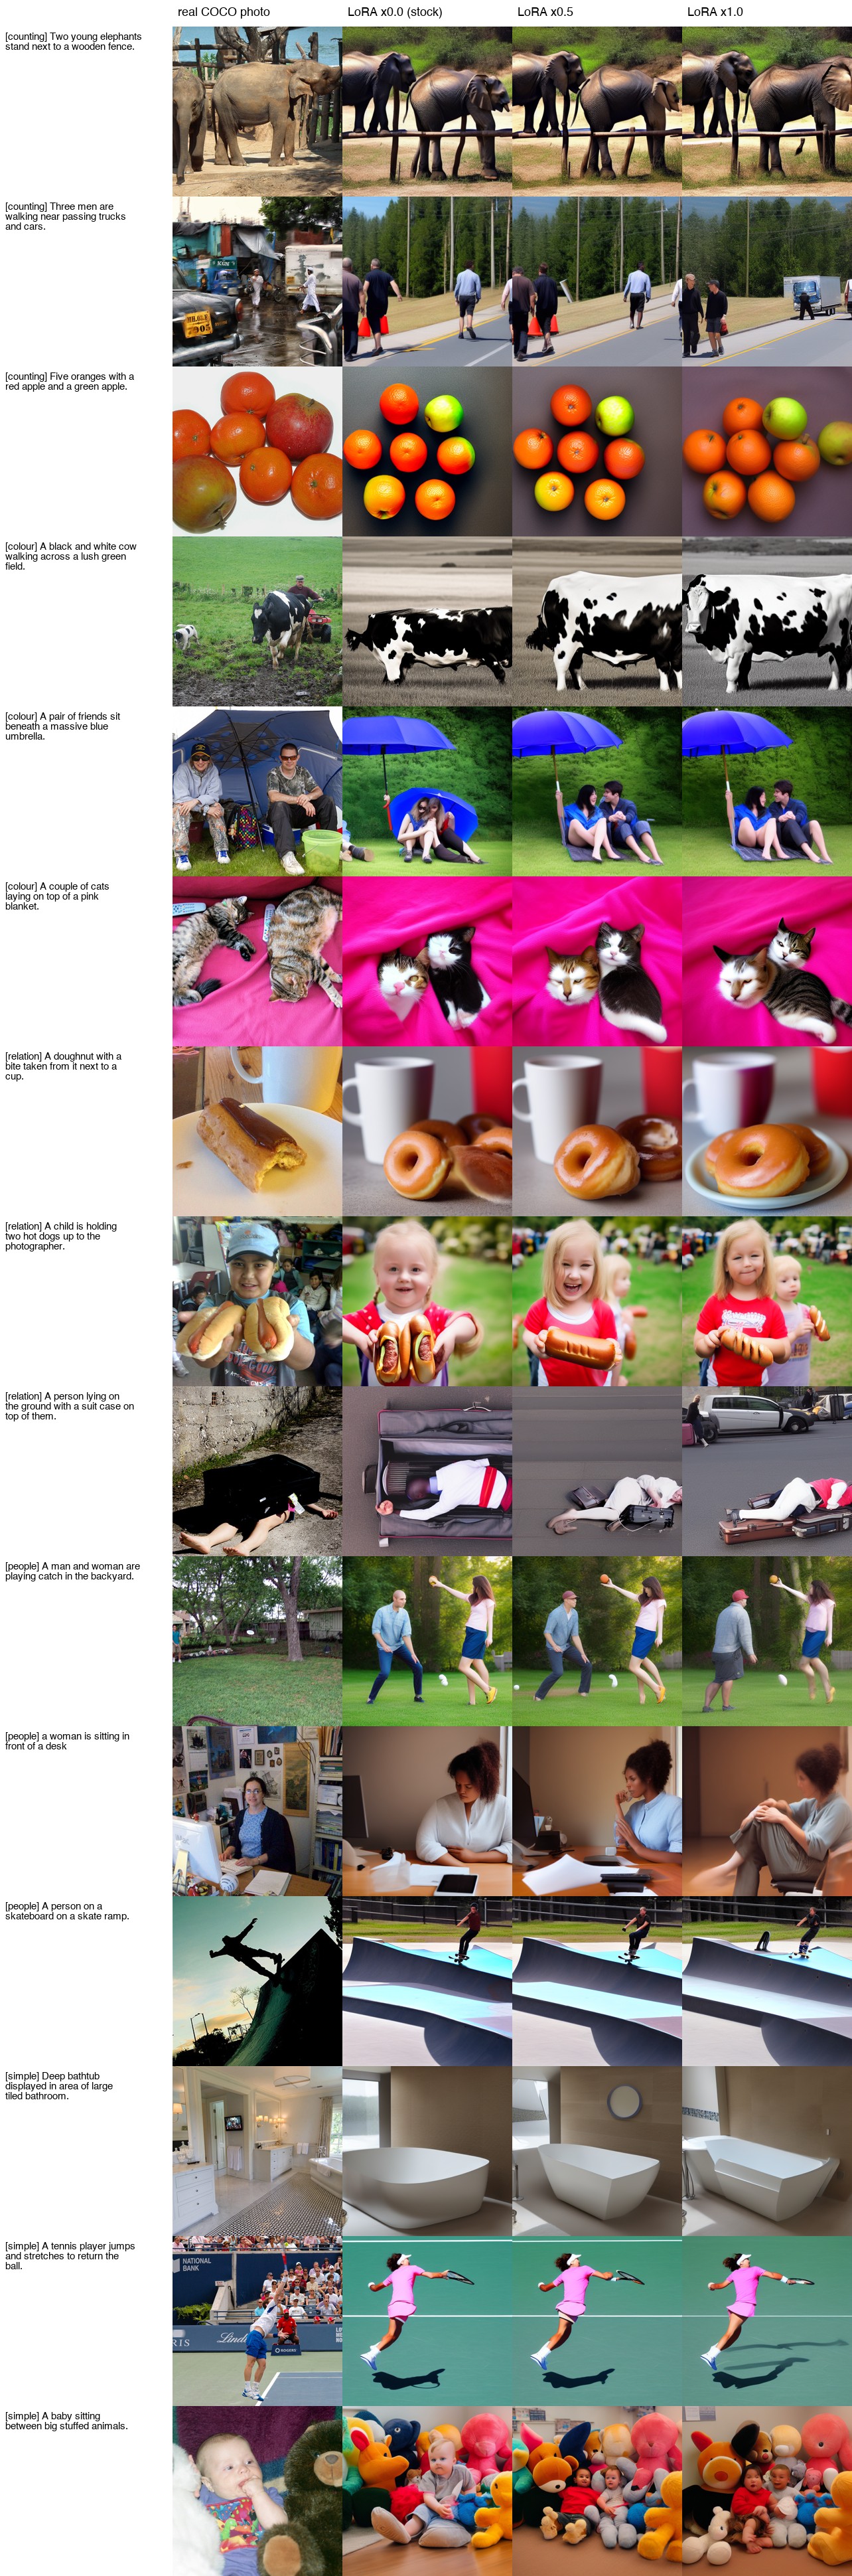 real COCO photo
LoRA x0.0 (stock)
LoRA x0.5
LoRA x1.0
[counting] Two young elephants
stand next to a wooden fence.
[counting] Three men are
walking near passing trucks
and cars.
[counting] Five oranges with a
red apple and a green apple.
[colour] A black and white cow
walking across a lush green
field.
[colour] A pair of friends sit
beneath a massive blue
umbrella.
[colour] A couple of cats
laying on top of a pink
blanket.
[relation] A doughnut with a
bite taken from it next to a
cup.
[relation] A child is holding
two hot dogs up to the
photographer.
[relation] A person lying on
the ground with a suit case on
top of them.
[people] A man and woman are
playing catch in the backyard.
[people] a woman is sitting in
front of a desk
[people] A person on a
skateboard on a skate ramp.
[simple] Deep bathtub
displayed in area of large
tiled bathroom.
[simple] A tennis player jumps
and stretches to return the
ball.
NATIONAL
BANK
[simple] A baby sitting
between big stuffed animals.